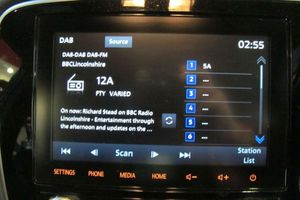 DAB Source 02:55
DAB-DAB DAB-FM
BBCLincolnshire
12A
PTY VARIED
On now: Richard Stead on BBC Radio
Lincolnshire - Entertainment through
the afternoon and updates on the...
1 5A
2 ---
3 ---
4 ---
5 ---
6 ---
Scan
Station
List
SETTINGS PHONE MEDIA HOME